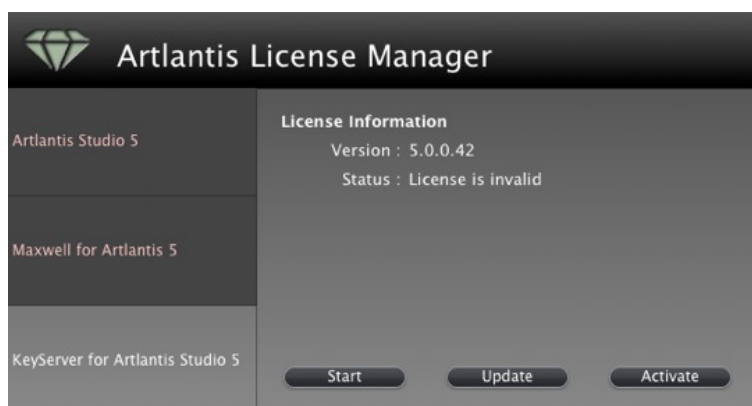 Artlantis License Manager
Artlantis Studio 5
Maxwell for Artlantis 5
KeyServer for Artlantis Studio 5
License Information
Version : 5.0.0.42
Status : License is invalid
Start
Update
Activate